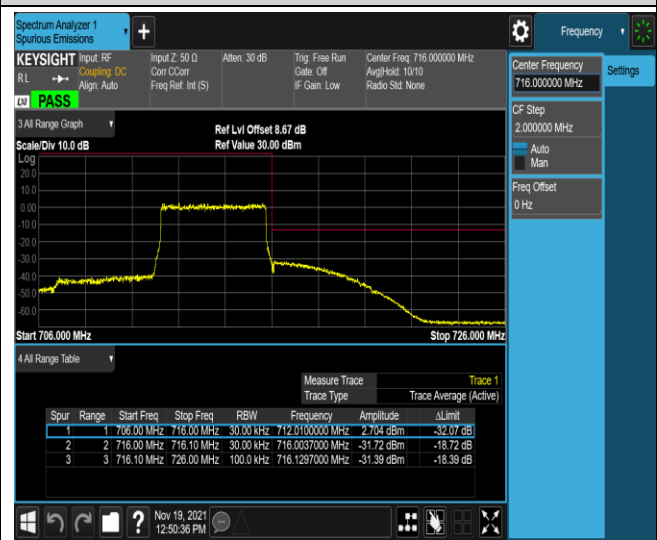 Spectrum Analyzer 1
Spurious Emissions
+
Frequency
KEYSIGHT Input: RF Input Z: 50 Ω Atten: 30 dB Trig: Free Run Center Freq: 716.000000 MHz
RL Coupling: DC Corr CCorr Gate: Off Avg|Hold: 10/10
Align: Auto Freq Ref: Int (S) IF Gain: Low Radio Std: None
PASS
Center Frequency
716.000000 MHz
Settings
CF Step
2.000000 MHz
Auto
Man
Freq Offset
0 Hz
3 All Range Graph
Ref Lvl Offset 8.67 dB
Scale/Div 10.0 dB Ref Value 30.00 dBm
Log
20.0
10.0
0.00
-10.0
-20.0
-30.0
-40.0
-50.0
-60.0
Start 706.000 MHz Stop 726.000 MHz
4 All Range Table
Measure Trace Trace 1
Trace Type Trace Average (Active)
Spur Range Start Freq Stop Freq RBW Frequency Amplitude ΔLimit
1 1 706.00 MHz 716.00 MHz 30.00 kHz 712.0100000 MHz 2.704 dBm -32.07 dB
2 2 716.00 MHz 716.10 MHz 30.00 kHz 716.0037000 MHz -31.72 dBm -18.72 dB
3 3 716.10 MHz 726.00 MHz 100.0 kHz 716.1297000 MHz -31.39 dBm -18.39 dB
? Nov 19, 2021
12:50:36 PM